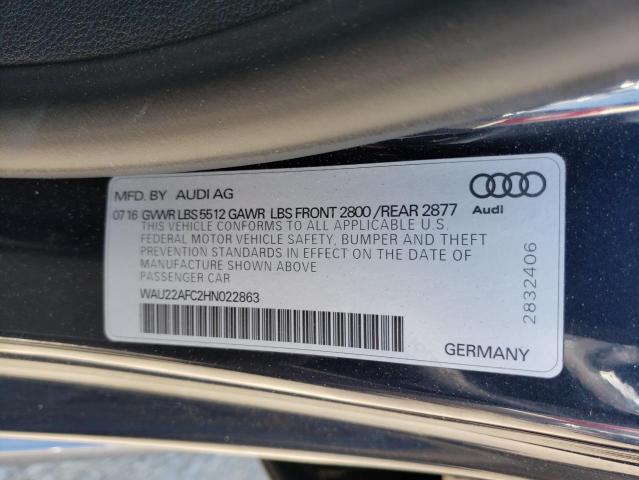 MFD. BY AUDI AG
0716 GVWR LBS 5512 GAWR LBS FRONT 2800 /REAR 2877
THIS VEHICLE CONFORMS TO ALL APPLICABLE U.S.
FEDERAL MOTOR VEHICLE SAFETY, BUMPER AND THEFT
PREVENTION STANDARDS IN EFFECT ON THE DATE OF
MANUFACTURE SHOWN ABOVE
PASSENGER CAR
WAU22AFC2HN022863
Audi
2832406
GERMANY